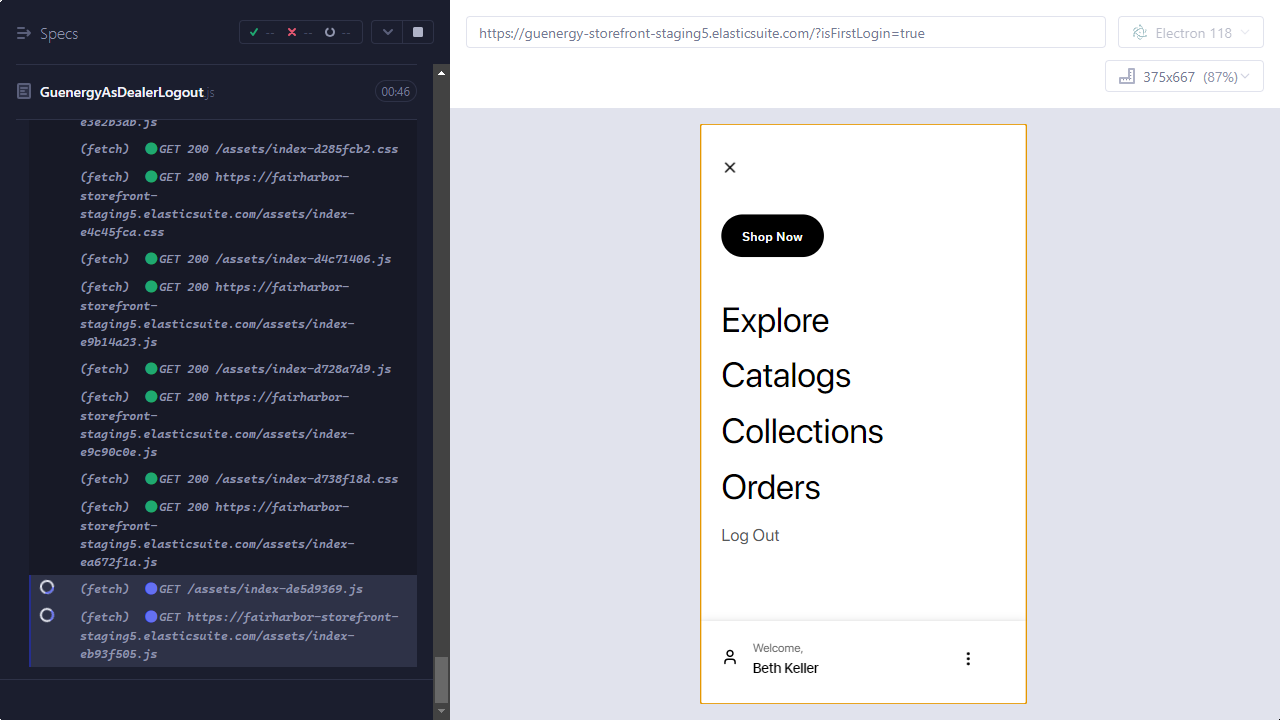 Specs
--
--
--
GuenergyAsDealerLogout.js
00:46
e3e2b3ab.js
(fetch) GET 200 /assets/index-d285fcb2.css
(fetch) GET 200 https://fairharbor-
storefront-
staging5.elasticsuite.com/assets/index-
e4c45fca.css
(fetch) GET 200 /assets/index-d4c71406.js
(fetch) GET 200 https://fairharbor-
storefront-
staging5.elasticsuite.com/assets/index-
e9b14a23.js
(fetch) GET 200 /assets/index-d728a7d9.js
(fetch) GET 200 https://fairharbor-
storefront-
staging5.elasticsuite.com/assets/index-
e9c90c0e.js
(fetch) GET 200 /assets/index-d738f18d.css
(fetch) GET 200 https://fairharbor-
storefront-
staging5.elasticsuite.com/assets/index-
ea672f1a.js
(fetch) GET /assets/index-de5d9369.js
(fetch) GET https://fairharbor-storefront-
staging5.elasticsuite.com/assets/index-
eb93f505.js
https://guenergy-storefront-staging5.elasticsuite.com/?isFirstLogin=true
Electron 118
375x667 (87%)
Shop Now
Explore
Catalogs
Collections
Orders
Log Out
Welcome,
Beth Keller